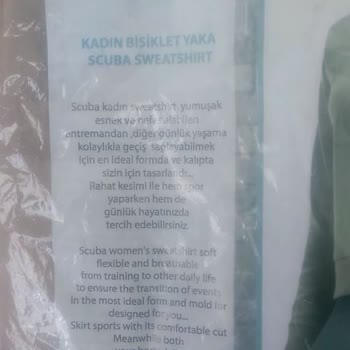 KADIN BİSİKLET YAKA
SCUBA SWEATSHIRT
Scuba kadın sweatshirt yumuşak
esnek ve nefes alabilen
entremandan ,diğer günlük yaşama
kolaylıkla geçiş sağlayabilmek
için en ideal formda ve kalıpta
sizin için tasarlandı...
Rahat kesimi ile hem spor
yaparken hem de
günlük hayatınızda
tercih edebilirsiniz.
Scuba women's sweatshirt soft
flexible and breathable
from training to other daily life
to ensure the transition of events
in the most ideal form and mold for
designed for you...
Skirt sports with its comfortable cut
Meanwhile both